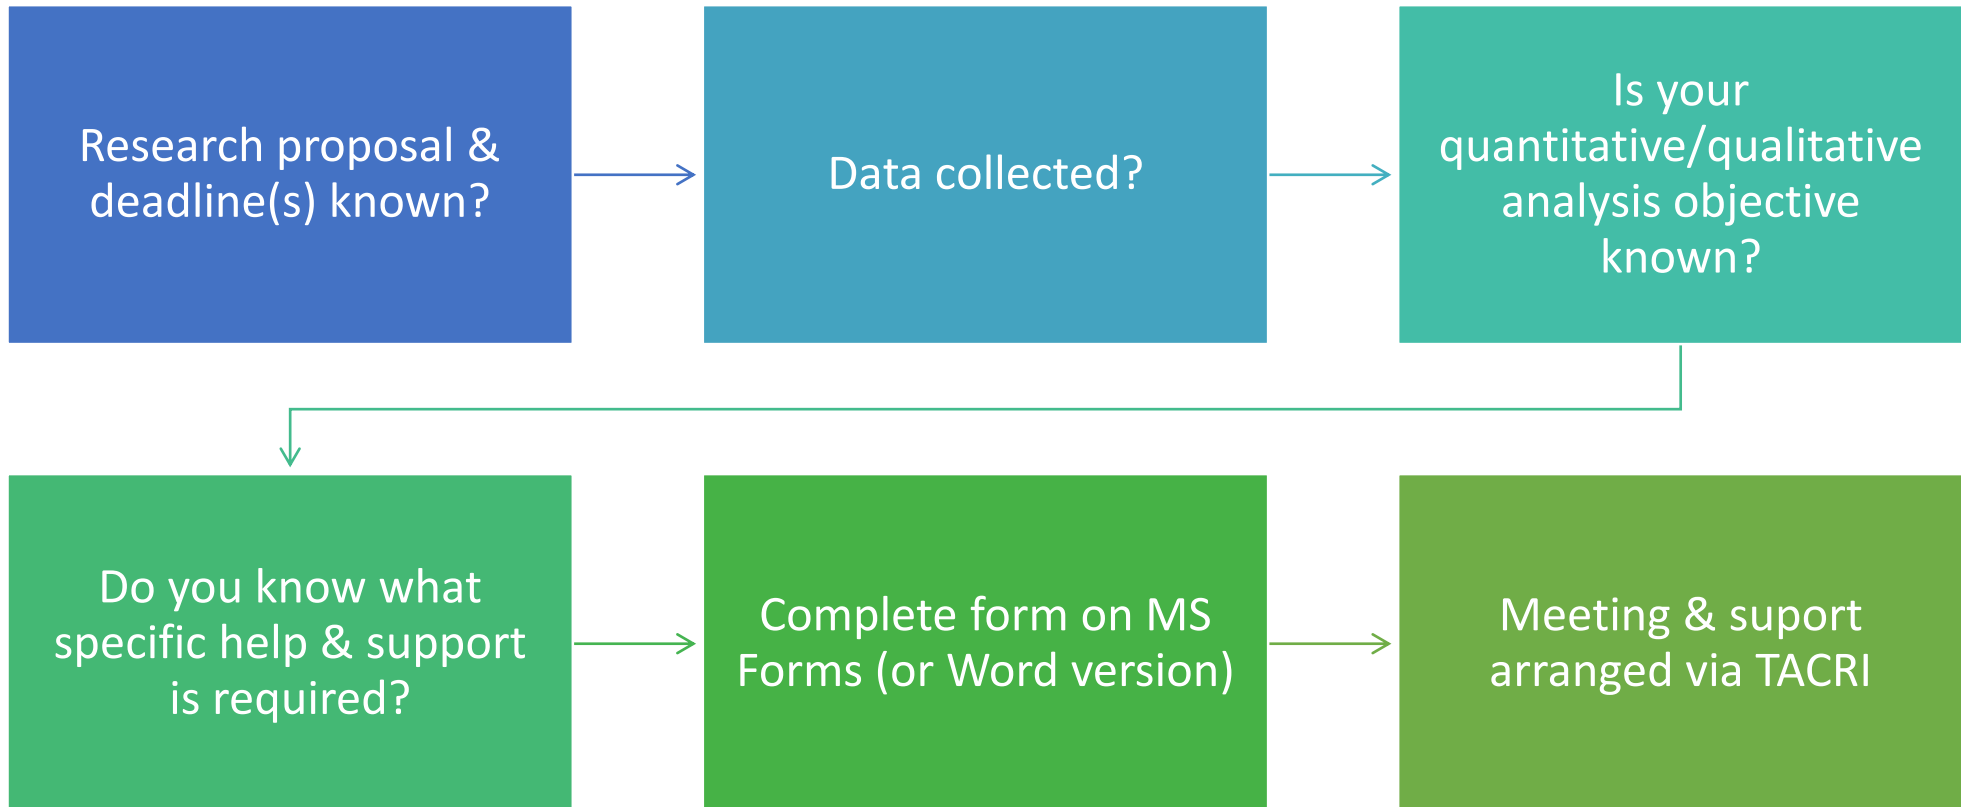 Research proposal &
deadline(s) known?
Data collected?
Is your
quantitative/qualitative
analysis objective
known?
Do you know what
specific help & support
is required?
Complete form on MS
Forms (or Word version)
Meeting & suport
arranged via TACRI